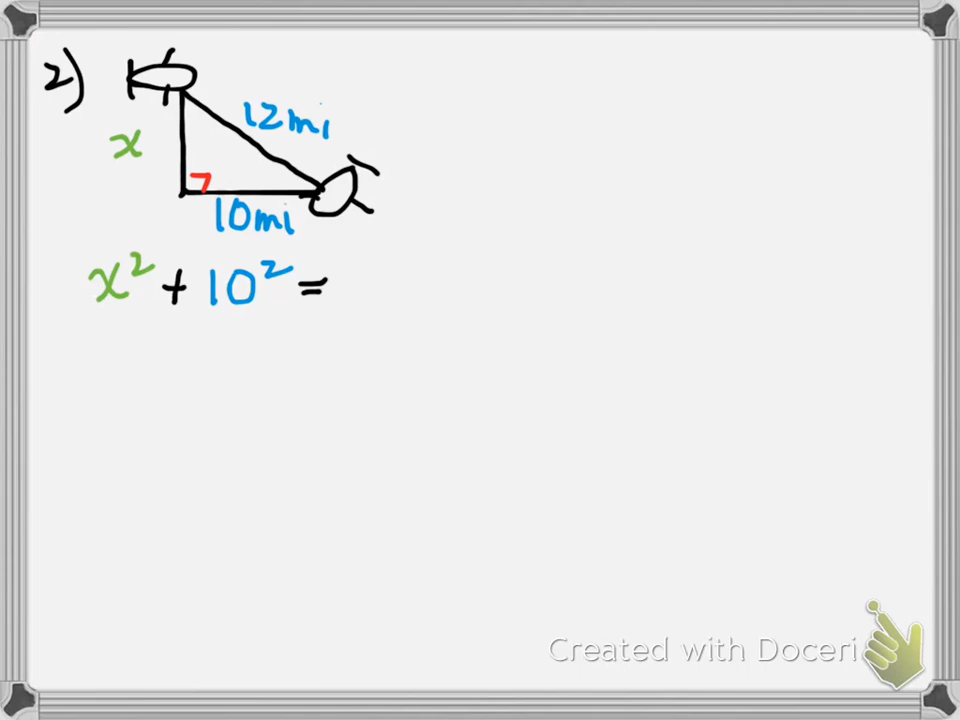 2)
12mi
x
10mi
x² + 10² =
Created with Doceri